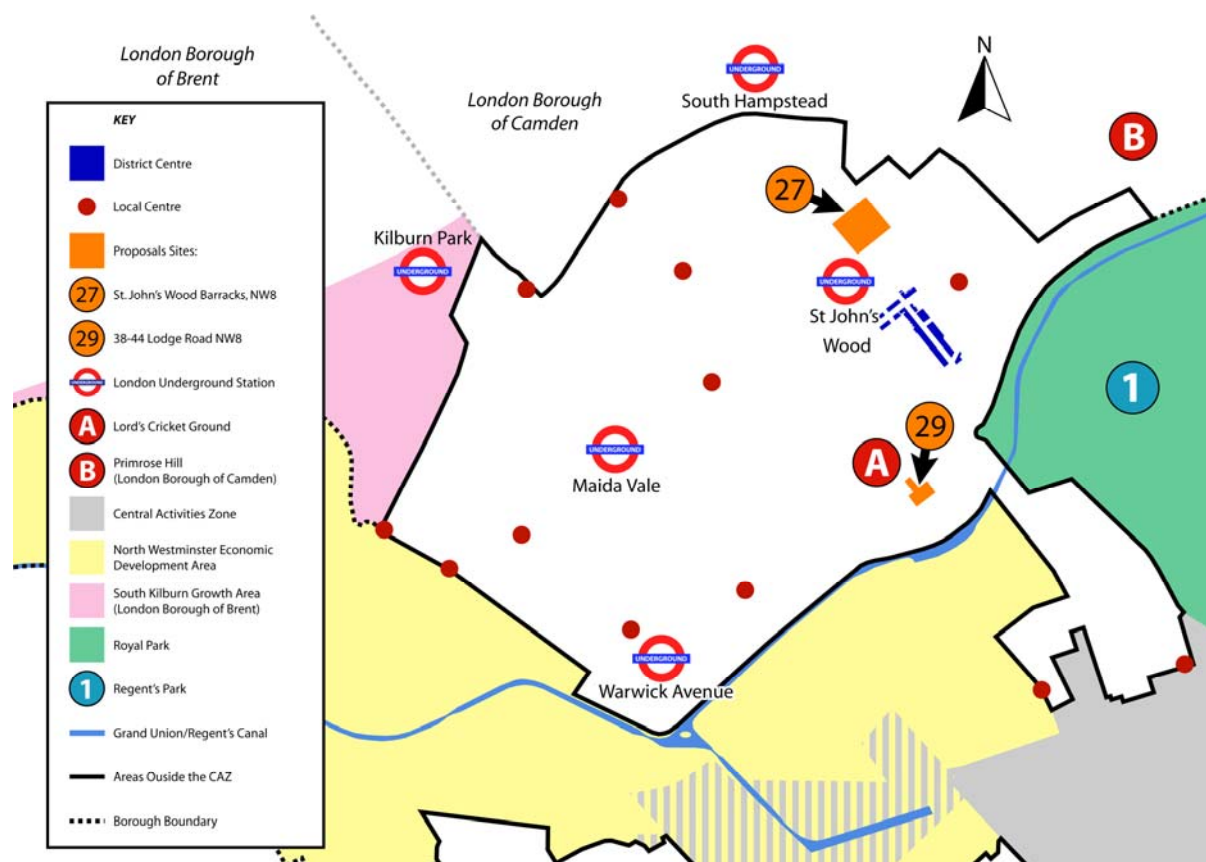 London Borough
of Brent
KEY
District Centre
Local Centre
Proposals Sites:
27
St. John's Wood Barracks, NW8
29
38-44 Lodge Road NW8
UNDERGROUND
London Underground Station
A
Lord's Cricket Ground
B
Primrose Hill
(London Borough of Camden)
Central Activities Zone
North Westminster Economic
Development Area
South Kilburn Growth Area
(London Borough of Brent)
Royal Park
1
Regent's Park
Grand Union/Regent's Canal
Areas Ouside the CAZ
Borough Boundary
London Borough
of Camden
UNDERGROUND
South Hampstead
N
B
27
Kilburn Park
UNDERGROUND
UNDERGROUND
St John's
Wood
1
29
A
UNDERGROUND
Maida Vale
UNDERGROUND
Warwick Avenue